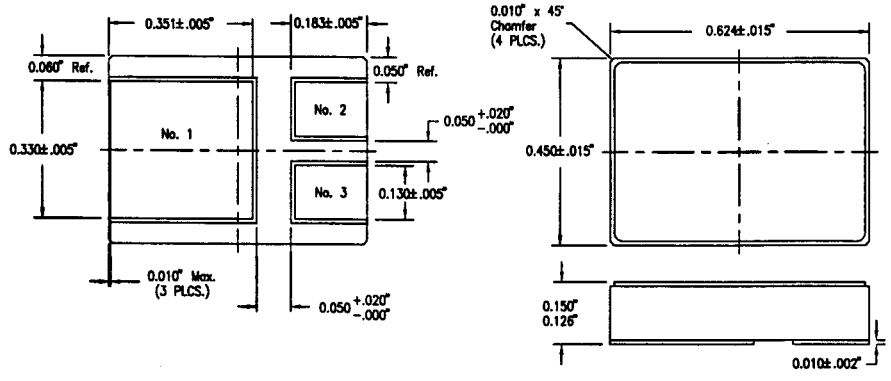 0.351±.005"
0.183±.005"
0.060" Ref.
0.050" Ref.
No. 1
No. 2
0.050 +.020"
-.000"
0.330±.005"
No. 3
0.130±.005"
0.010" Max.
(3 PLCS.)
0.050 +.020"
-.000"
0.010" x 45°
Chamfer
(4 PLCS.)
0.624±.015"
0.450±.015"
0.150"
0.126"
0.010±.002"